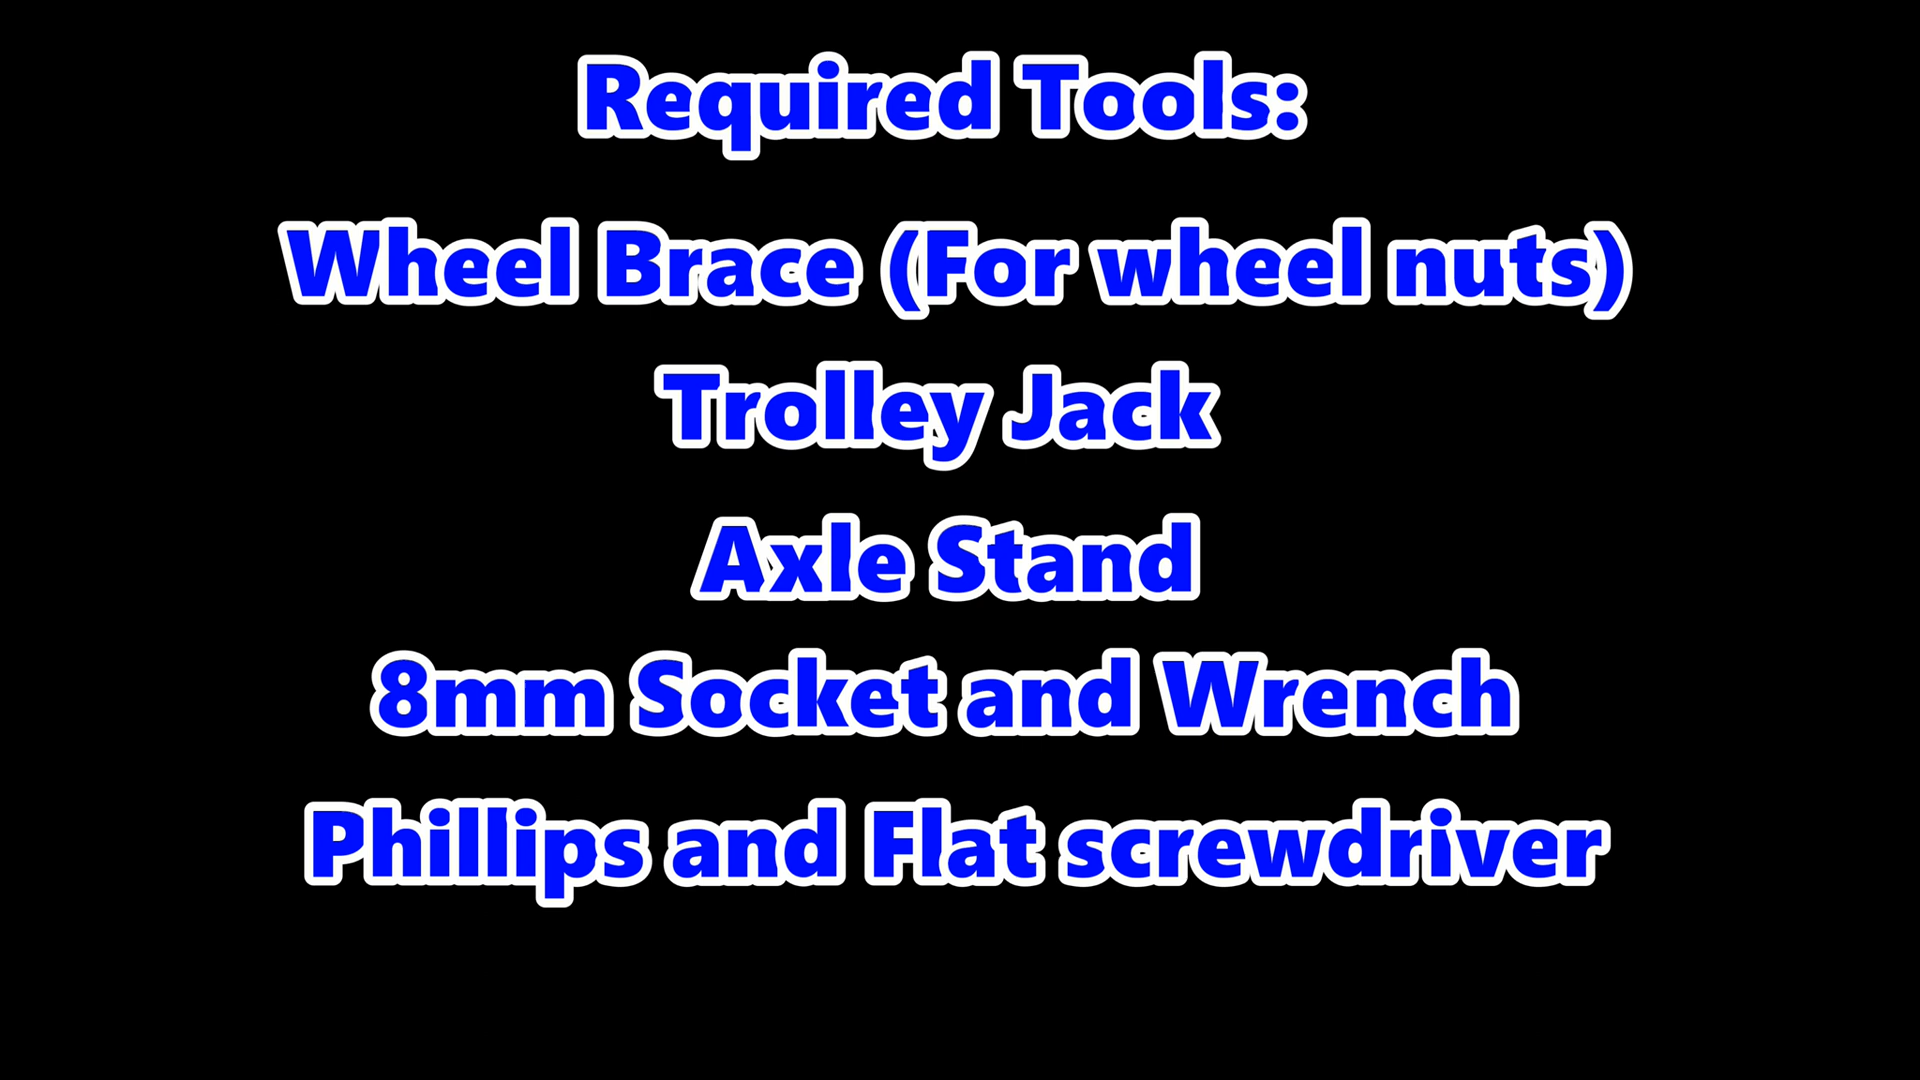 Required Tools:
Wheel Brace (For wheel nuts)
Trolley Jack
Axle Stand
8mm Socket and Wrench
Phillips and Flat screwdriver